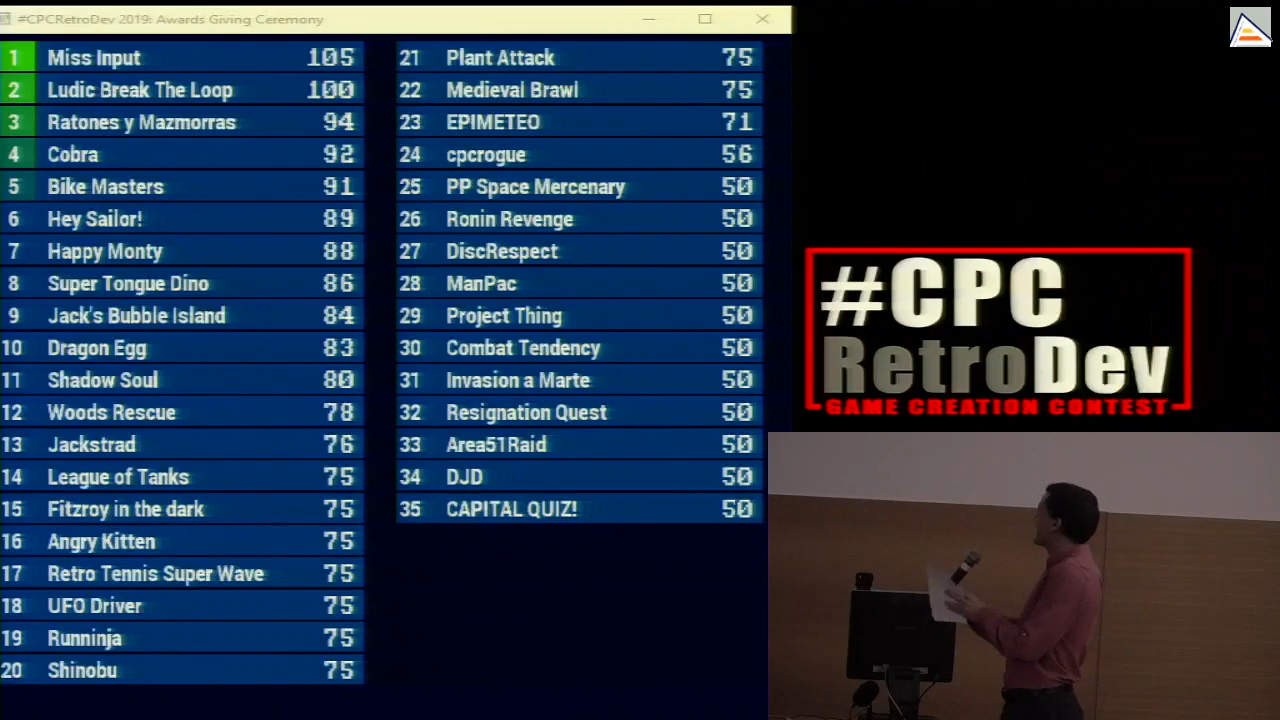 #CPCRetroDev 2019: Awards Giving Ceremony
1 Miss Input 105
2 Ludic Break The Loop 100
3 Ratones y Mazmorras 94
4 Cobra 92
5 Bike Masters 91
6 Hey Sailor! 89
7 Happy Monty 88
8 Super Tongue Dino 86
9 Jack's Bubble Island 84
10 Dragon Egg 83
11 Shadow Soul 80
12 Woods Rescue 78
13 Jackstrad 76
14 League of Tanks 75
15 Fitzroy in the dark 75
16 Angry Kitten 75
17 Retro Tennis Super Wave 75
18 UFO Driver 75
19 Runninja 75
20 Shinobu 75
21 Plant Attack 75
22 Medieval Brawl 75
23 EPIMETEO 71
24 cpcrogue 56
25 PP Space Mercenary 50
26 Ronin Revenge 50
27 DiscRespect 50
28 ManPac 50
29 Project Thing 50
30 Combat Tendency 50
31 Invasion a Marte 50
32 Resignation Quest 50
33 Area51Raid 50
34 DJD 50
35 CAPITAL QUIZ! 50
#CPC
RetroDev
GAME CREATION CONTEST